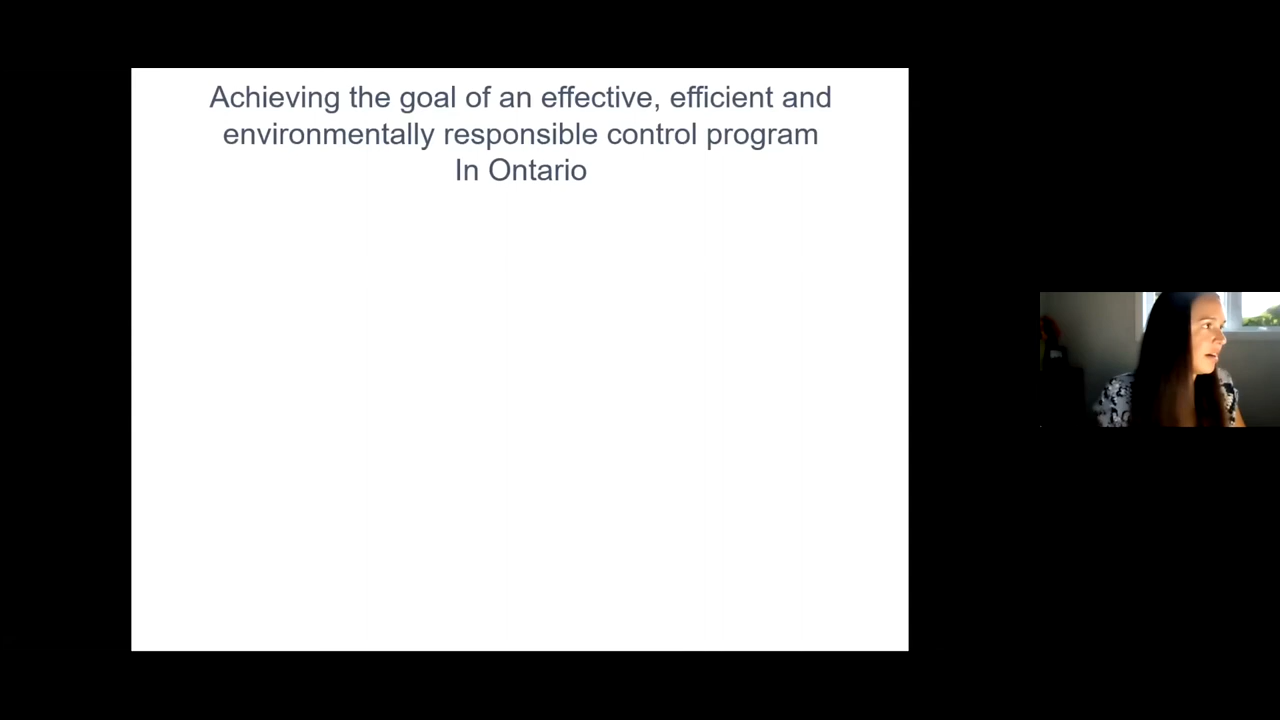 Achieving the goal of an effective, efficient and
environmentally responsible control program
In Ontario